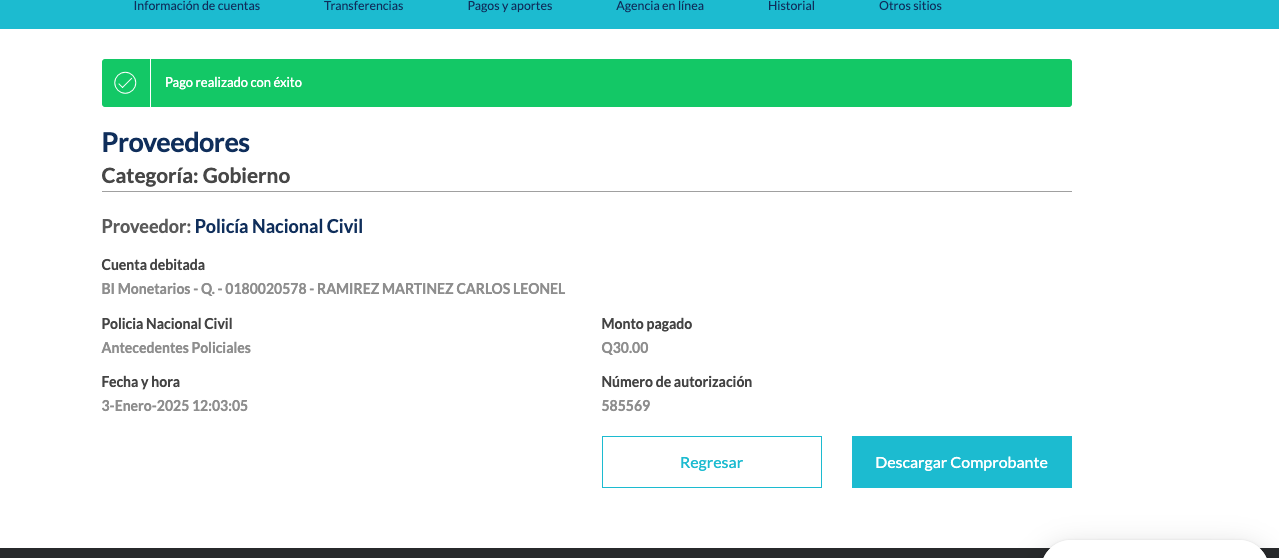 Información de cuentas Transferencias Pagos y aportes Agencia en línea Historial Otros sitios
Pago realizado con éxito
Proveedores
Categoría: Gobierno
Proveedor: Policía Nacional Civil
Cuenta debitada
BI Monetarios - Q. - 0180020578 - RAMIREZ MARTINEZ CARLOS LEONEL
Policia Nacional Civil Monto pagado
Antecedentes Policiales Q30.00
Fecha y hora Número de autorización
3-Enero-2025 12:03:05 585569
Regresar Descargar Comprobante